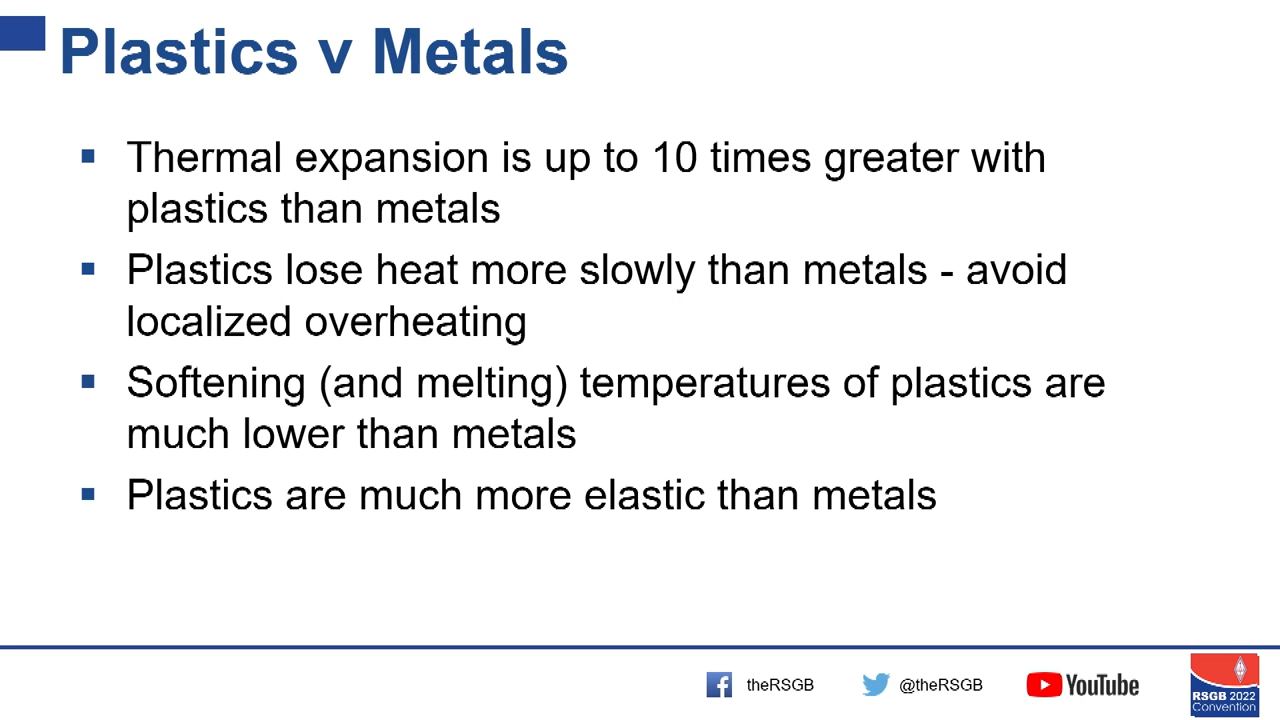 Plastics v Metals
▪ Thermal expansion is up to 10 times greater with
plastics than metals
▪ Plastics lose heat more slowly than metals - avoid
localized overheating
▪ Softening (and melting) temperatures of plastics are
much lower than metals
▪ Plastics are much more elastic than metals
theRSGB
@theRSGB
YouTube
RSGB 2022
Convention